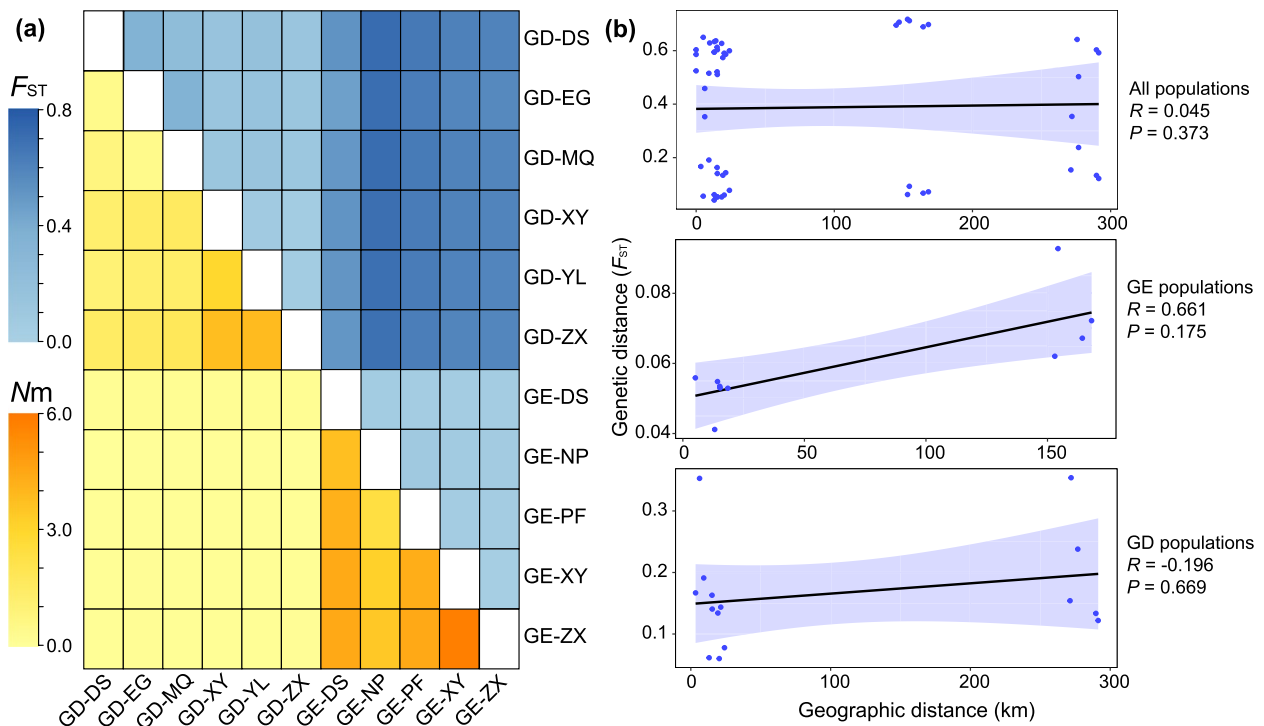 (a)
GD-DS
GD-EG
GD-MQ
GD-XY
GD-YL
GD-ZX
GE-DS
GE-NP
GE-PF
GE-XY
GE-ZX
FST
0.8
0.4
0.0
Nm
6.0
3.0
0.0
GD-DS
GD-EG
GD-MQ
GD-XY
GD-YL
GD-ZX
GE-DS
GE-NP
GE-PF
GE-XY
GE-ZX
(b)
Genetic distance (FST)
0.6
0.4
0.2
0
100
200
300
All populations
R = 0.045
P = 0.373
0.08
0.06
0.04
0
50
100
150
GE populations
R = 0.661
P = 0.175
0.3
0.2
0.1
0
100
200
300
GD populations
R = -0.196
P = 0.669
Geographic distance (km)